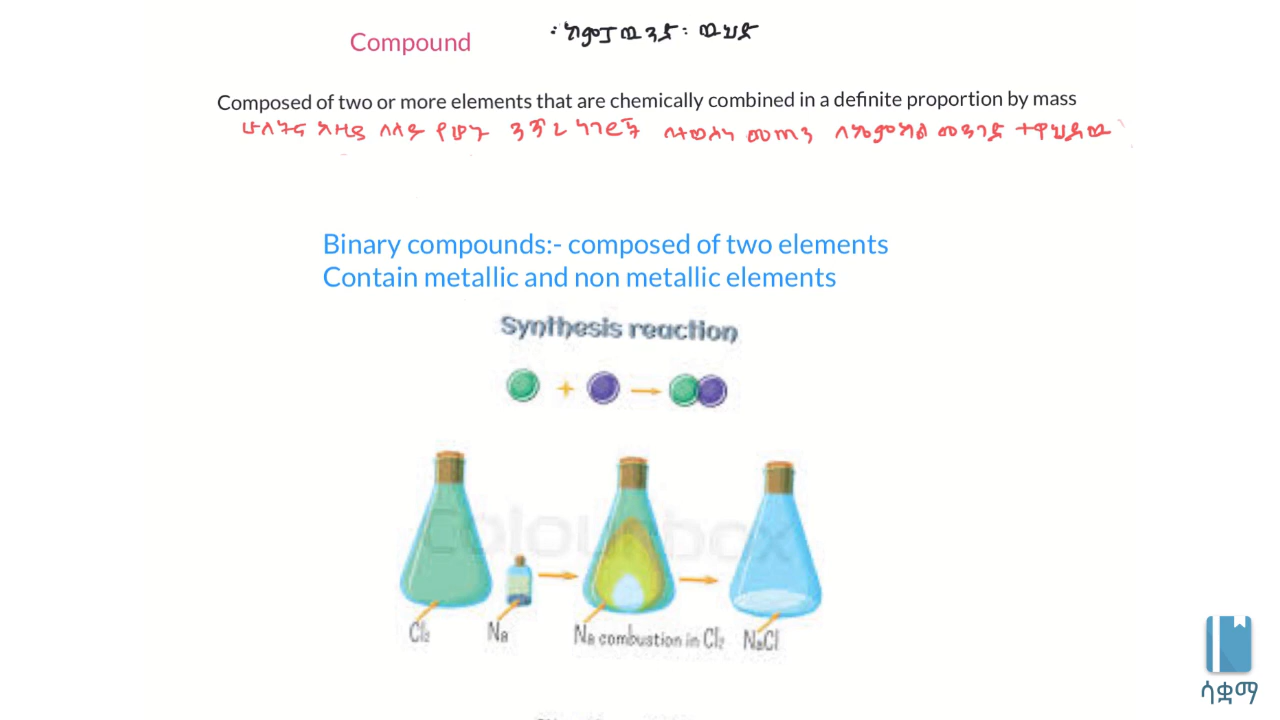 Compound
፡ ኮምፓውንድ፡ ውህድ
Composed of two or more elements that are chemically combined in a definite proportion by mass
ሁለትና ከዚያ በላይ የሆኑ ንጥረ ነገሮች በተወሰነ መጠን በኬሚካል መንገድ ተዋህደው
Binary compounds:- composed of two elements
Contain metallic and non metallic elements
Synthesis reaction
Colourbox
Cl₂ Na Na combustion in Cl₂ NaCl
ሳቋማ